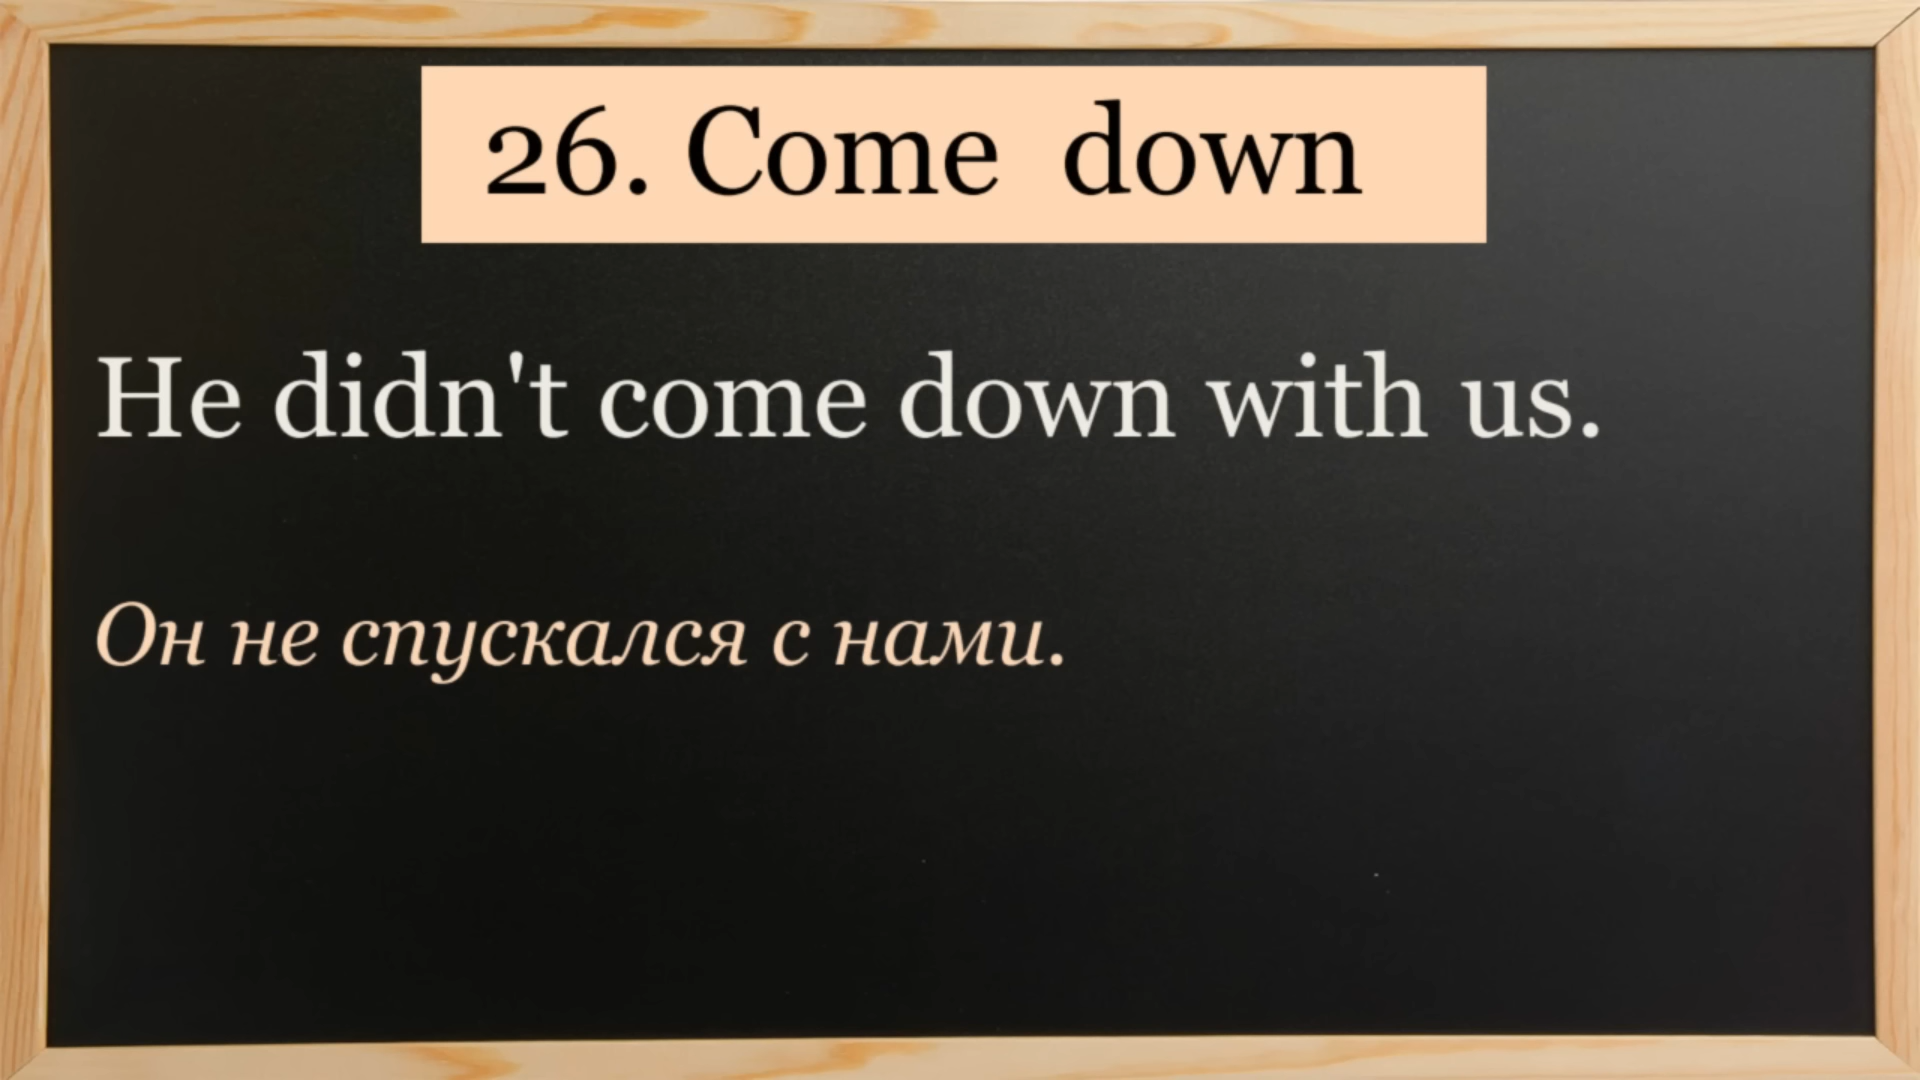 26. Come down
He didn't come down with us.
Он не спускался с нами.